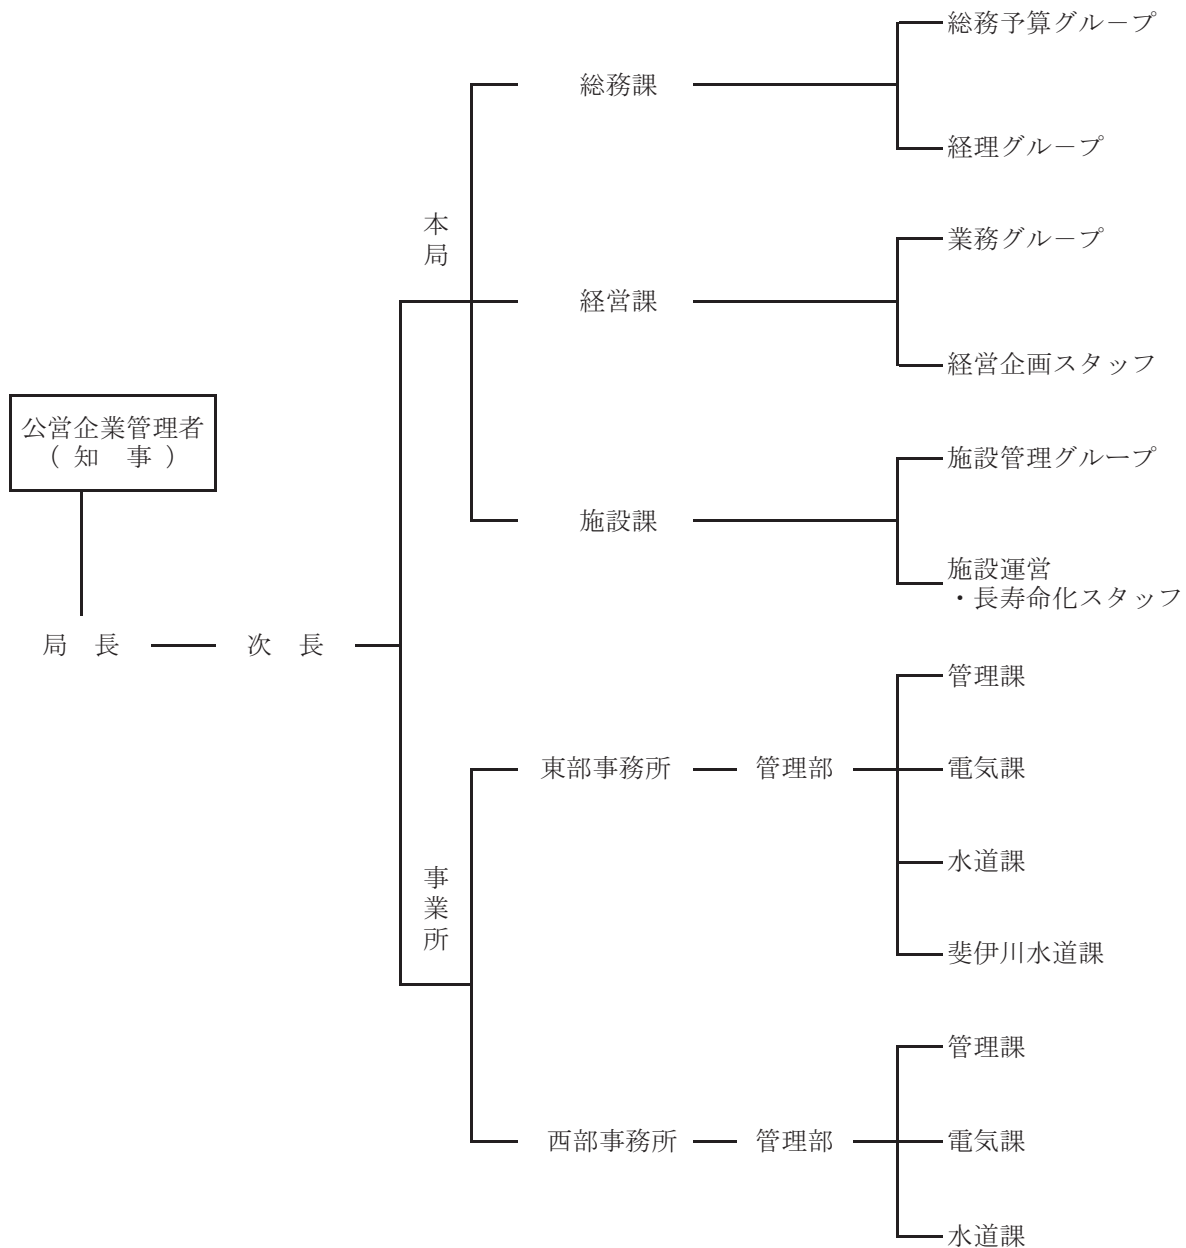 総務予算グループ
総務課
経理グループ
本局
業務グループ
経営課
経営企画スタッフ
公営企業管理者
（ 知　事 ）
施設管理グループ
施設課
施設運営
・長寿命化スタッフ
局　長
次　長
管理課
東部事務所
管理部
電気課
水道課
事業所
斐伊川水道課
管理課
西部事務所
管理部
電気課
水道課